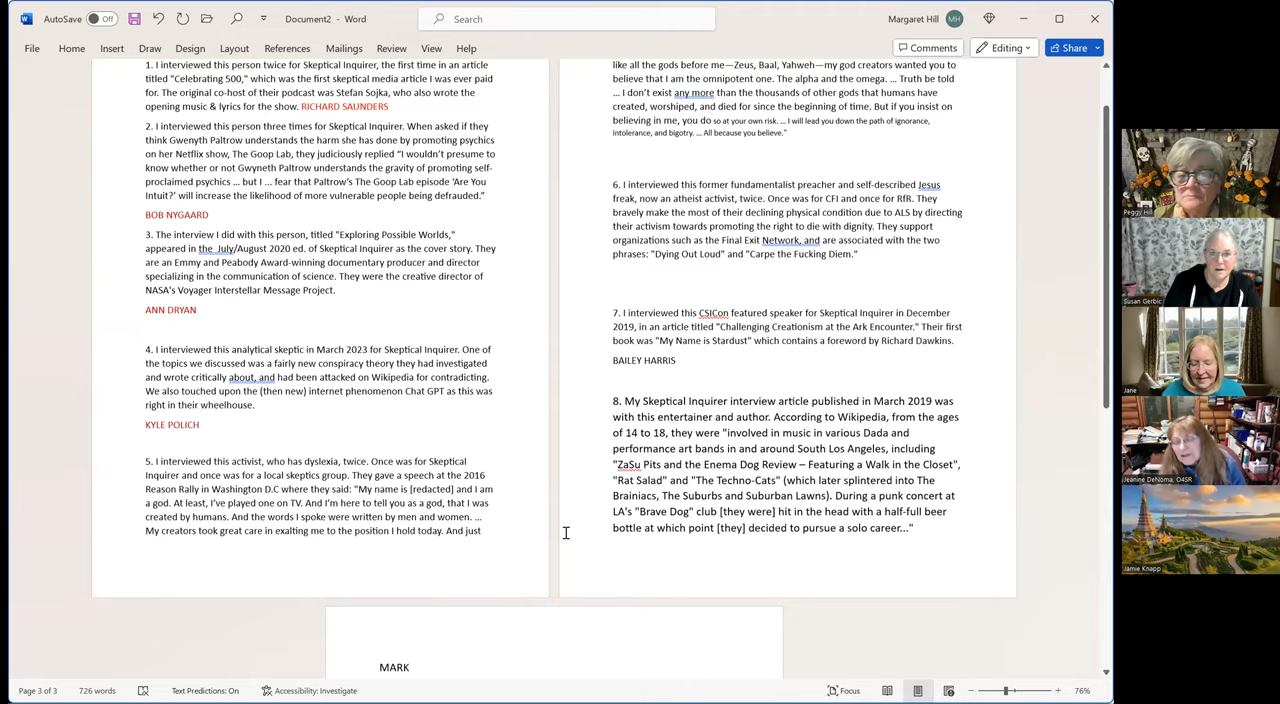 AutoSave Off Document2 - Word Search Margaret Hill MH
File Home Insert Draw Design Layout References Mailings Review View Help Comments Editing Share
1. I interviewed this person twice for Skeptical Inquirer, the first time in an article
titled "Celebrating 500," which was the first skeptical media article I was ever paid
for. The original co-host of their podcast was Stefan Sojka, who also wrote the
opening music & lyrics for the show. RICHARD SAUNDERS
2. I interviewed this person three times for Skeptical Inquirer. When asked if they
think Gwenyth Paltrow understands the harm she has done by promoting psychics
on her Netflix show, The Goop Lab, they judiciously replied "I wouldn't presume to
know whether or not Gwyneth Paltrow understands the gravity of promoting self-
proclaimed psychics … but I … fear that Paltrow's The Goop Lab episode 'Are You
Intuit?' will increase the likelihood of more vulnerable people being defrauded."
BOB NYGAARD
3. The interview I did with this person, titled "Exploring Possible Worlds,"
appeared in the July/August 2020 ed. of Skeptical Inquirer as the cover story. They
are an Emmy and Peabody Award-winning documentary producer and director
specializing in the communication of science. They were the creative director of
NASA's Voyager Interstellar Message Project.
ANN DRYAN
4. I interviewed this analytical skeptic in March 2023 for Skeptical Inquirer. One of
the topics we discussed was a fairly new conspiracy theory they had investigated
and wrote critically about, and had been attacked on Wikipedia for contradicting.
We also touched upon the (then new) internet phenomenon Chat GPT as this was
right in their wheelhouse.
KYLE POLICH
5. I interviewed this activist, who has dyslexia, twice. Once was for Skeptical
Inquirer and once was for a local skeptics group. They gave a speech at the 2016
Reason Rally in Washington D.C where they said: "My name is [redacted] and I am
a god. At least, I've played one on TV. And I'm here to tell you as a god, that I was
created by humans. And the words I spoke were written by men and women. …
My creators took great care in exalting me to the position I hold today. And just
like all the gods before me—Zeus, Baal, Yahweh—my god creators wanted you to
believe that I am the omnipotent one. The alpha and the omega. … Truth be told
… I don't exist any more than the thousands of other gods that humans have
created, worshiped, and died for since the beginning of time. But if you insist on
believing in me, you do so at your own risk. … I will lead you down the path of ignorance,
intolerance, and bigotry. … All because you believe."
6. I interviewed this former fundamentalist preacher and self-described Jesus
freak, now an atheist activist, twice. Once was for CFI and once for RfR. They
bravely make the most of their declining physical condition due to ALS by directing
their activism towards promoting the right to die with dignity. They support
organizations such as the Final Exit Network, and are associated with the two
phrases: "Dying Out Loud" and "Carpe the Fucking Diem."
7. I interviewed this CSICon featured speaker for Skeptical Inquirer in December
2019, in an article titled "Challenging Creationism at the Ark Encounter." Their first
book was "My Name is Stardust" which contains a foreword by Richard Dawkins.
BAILEY HARRIS
8. My Skeptical Inquirer interview article published in March 2019 was
with this entertainer and author. According to Wikipedia, from the ages
of 14 to 18, they were "involved in music in various Dada and
performance art bands in and around South Los Angeles, including
"ZaSu Pits and the Enema Dog Review – Featuring a Walk in the Closet",
"Rat Salad" and "The Techno-Cats" (which later splintered into The
Brainiacs, The Suburbs and Suburban Lawns). During a punk concert at
LA's "Brave Dog" club [they were] hit in the head with a half-full beer
bottle at which point [they] decided to pursue a solo career..."
MARK
Page 3 of 3 726 words Text Predictions: On Accessibility: Investigate Focus 76%
Peggy Hill
Susan Gerbic
Jane
Jeanine DeNoma, O4SR
Jamie Knapp